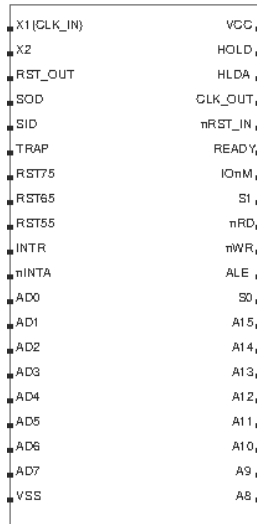 X1(CLK_IN) VCC
X2 HOLD
RST_OUT HLDA
SOD CLK_OUT
SID nRST_IN
TRAP READY
RST75 IOnM
RST65 S1
RST55 nRD
INTR nWR
nINTA ALE
AD0 S0
AD1 A15
AD2 A14
AD3 A13
AD4 A12
AD5 A11
AD6 A10
AD7 A9
VSS A8